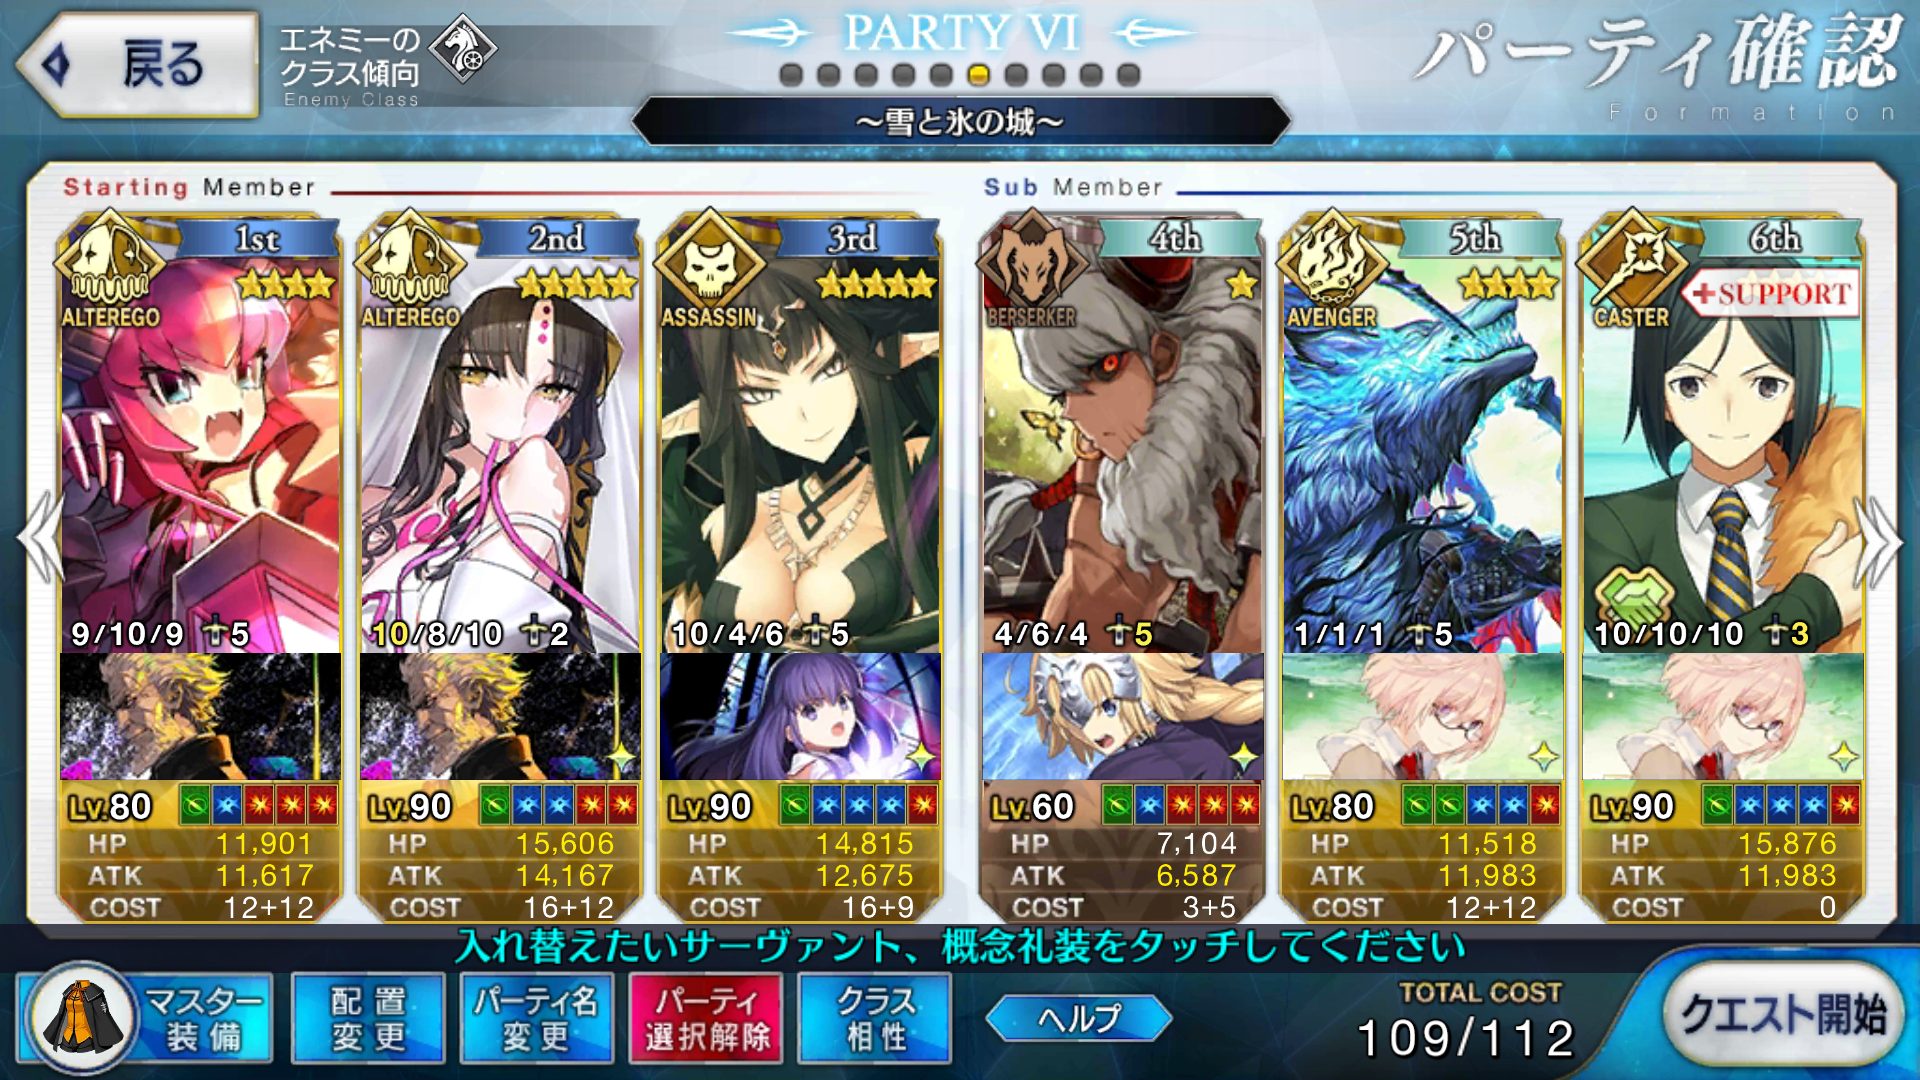 戻る
エネミーの
クラス傾向
Enemy Class
PARTY VI
～雪と氷の城～
パーティ確認
Formation
Starting Member
Sub Member
1st
ALTEREGO
9/10/9 5
Lv.80
HP 11,901
ATK 11,617
COST 12+12
2nd
ALTEREGO
10/8/10 2
Lv.90
HP 15,606
ATK 14,167
COST 16+12
3rd
ASSASSIN
10/4/6 5
Lv.90
HP 14,815
ATK 12,675
COST 16+9
4th
BERSERKER
4/6/4 5
Lv.60
HP 7,104
ATK 6,587
COST 3+5
5th
AVENGER
1/1/1 5
Lv.80
HP 11,518
ATK 11,983
COST 12+12
6th
+SUPPORT
CASTER
10/10/10 3
Lv.90
HP 15,876
ATK 11,983
COST 0
入れ替えたいサーヴァント、概念礼装をタッチしてください
マスター
装備
配置
変更
パーティ名
変更
パーティ
選択解除
クラス
相性
ヘルプ
TOTAL COST
109/112
クエスト開始